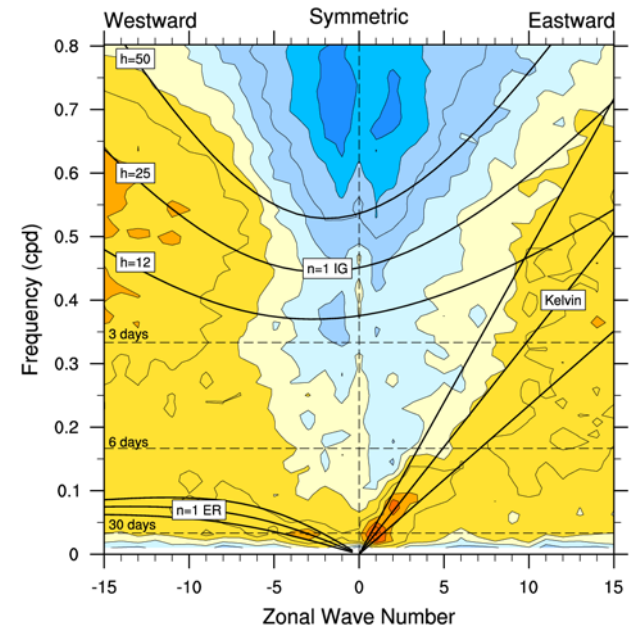 Westward Symmetric Eastward
0.8
h=50
0.7
0.6
h=25
0.5
h=12
n=1 IG
0.4
Kelvin
3 days
0.3
0.2
6 days
0.1
n=1 ER
30 days
0
Frequency (cpd)
-15 -10 -5 0 5 10 15
Zonal Wave Number